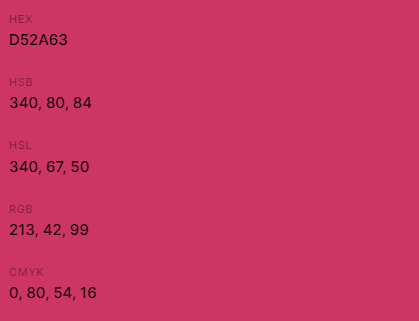 HEX
D52A63
HSB
340, 80, 84
HSL
340, 67, 50
RGB
213, 42, 99
CMYK
0, 80, 54, 16